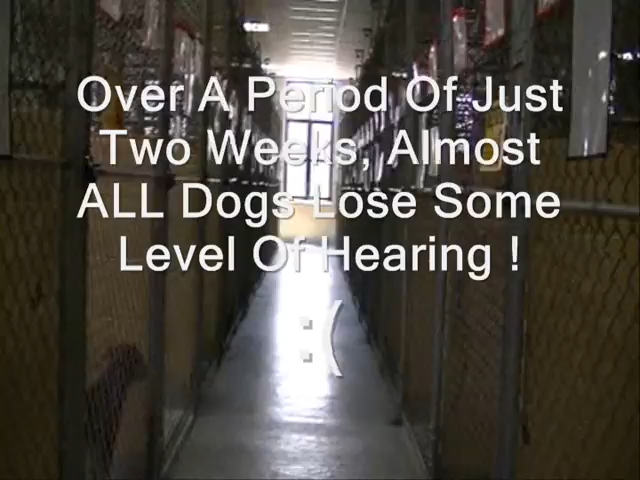 Over A Period Of Just
Two Weeks, Almost
ALL Dogs Lose Some
Level Of Hearing !
:(